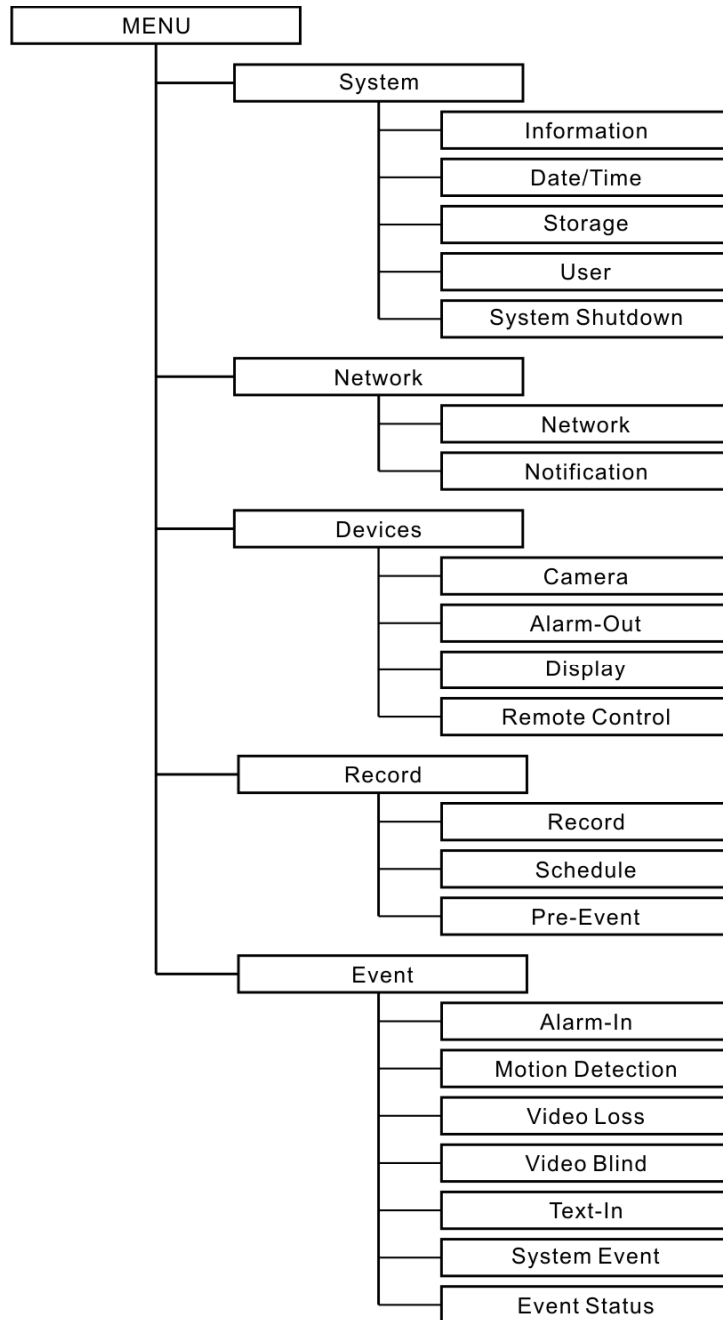 MENU
System
Information
Date/Time
Storage
User
System Shutdown
Network
Network
Notification
Devices
Camera
Alarm-Out
Display
Remote Control
Record
Record
Schedule
Pre-Event
Event
Alarm-In
Motion Detection
Video Loss
Video Blind
Text-In
System Event
Event Status